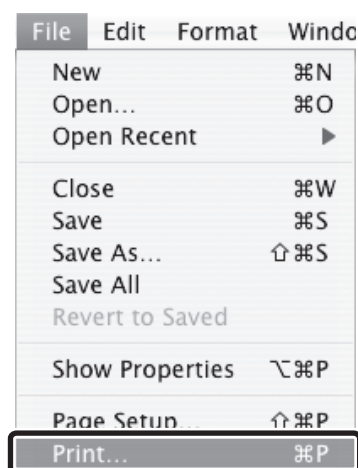 File Edit Format Windo
New ⌘N
Open... ⌘O
Open Recent ▶
Close ⌘W
Save ⌘S
Save As... ⇧⌘S
Save All
Revert to Saved
Show Properties ⌥⌘P
Page Setup... ⇧⌘P
Print... ⌘P